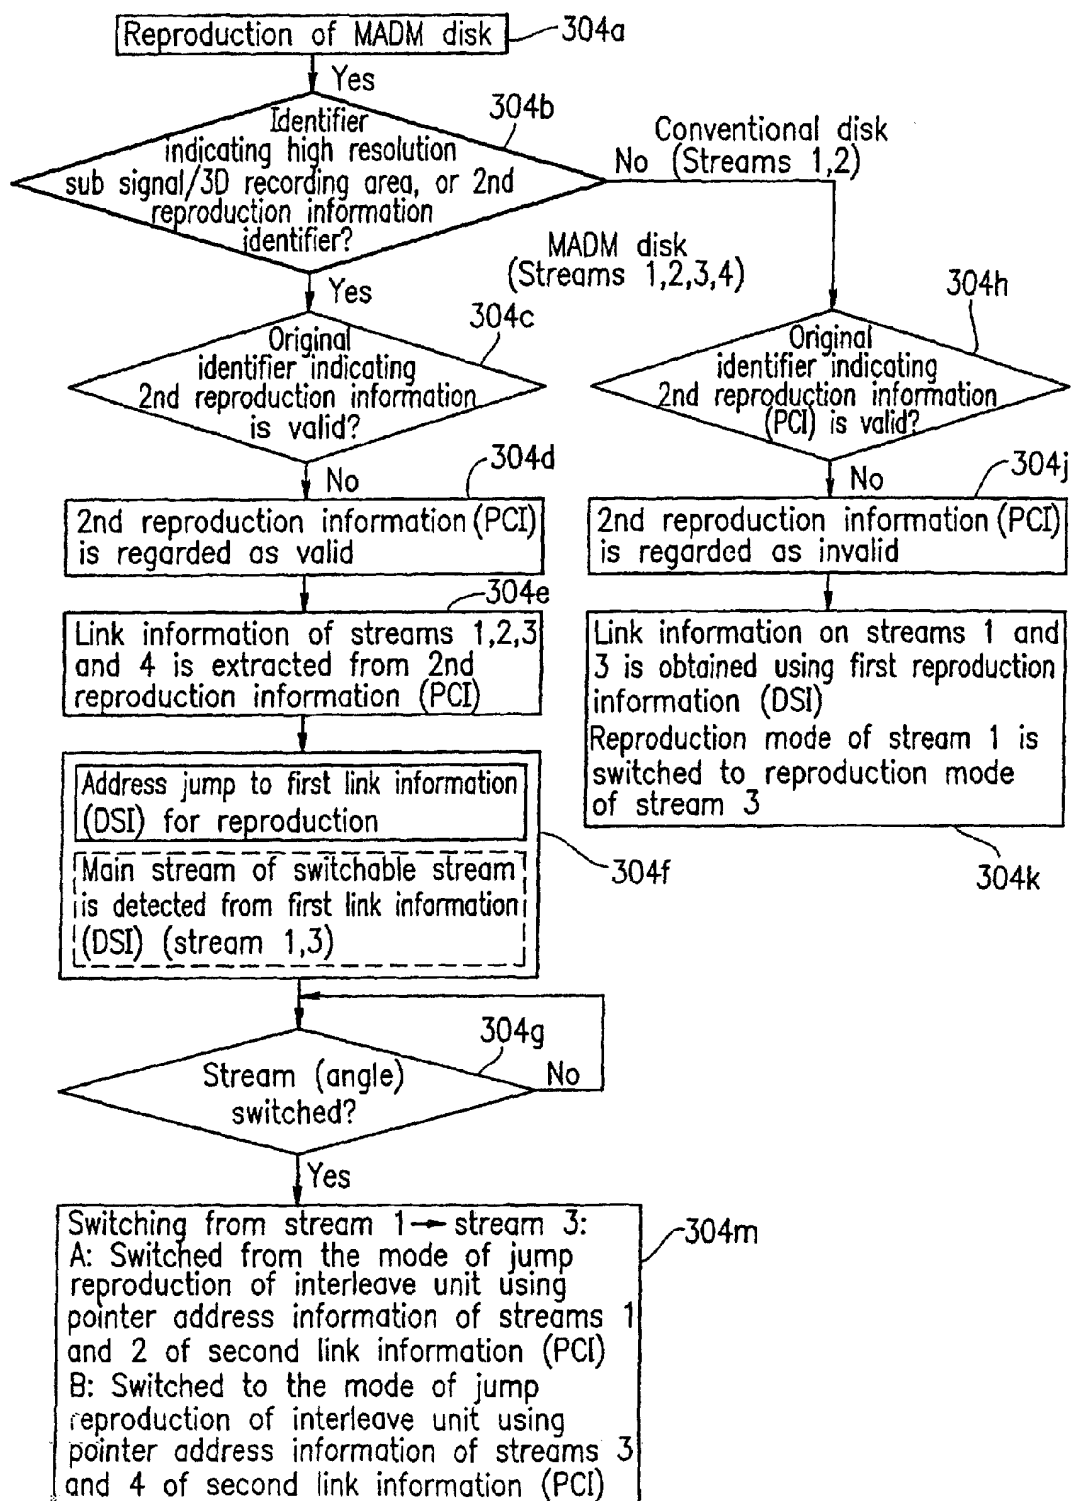 Reproduction of MADM disk
304a
Yes
304b
Identifier
indicating high resolution
sub signal/3D recording area, or 2nd
reproduction information
identifier?
Conventional disk
No (Streams 1,2)
MADM disk
(Streams 1,2,3,4)
Yes
304c
Original
identifier indicating
2nd reproduction information
is valid?
304h
Original
identifier indicating
2nd reproduction information
(PCI) is valid?
No
304d
2nd reproduction information (PCI)
is regarded as valid
No
304j
2nd reproduction information (PCI)
is regarded as invalid
304e
Link information of streams 1,2,3
and 4 is extracted from 2nd
reproduction information (PCI)
Link information on streams 1 and
3 is obtained using first reproduction
information (DSI)
Reproduction mode of stream 1 is
switched to reproduction mode
of stream 3
304k
Address jump to first link information
(DSI) for reproduction
Main stream of switchable stream
is detected from first link information
(DSI) (stream 1,3)
304f
304g
Stream (angle)
switched?
No
Yes
Switching from stream 1→ stream 3:
A: Switched from the mode of jump
reproduction of interleave unit using
pointer address information of streams 1
and 2 of second link information (PCI)
B: Switched to the mode of jump
reproduction of interleave unit using
pointer address information of streams 3
and 4 of second link information (PCI)
304m